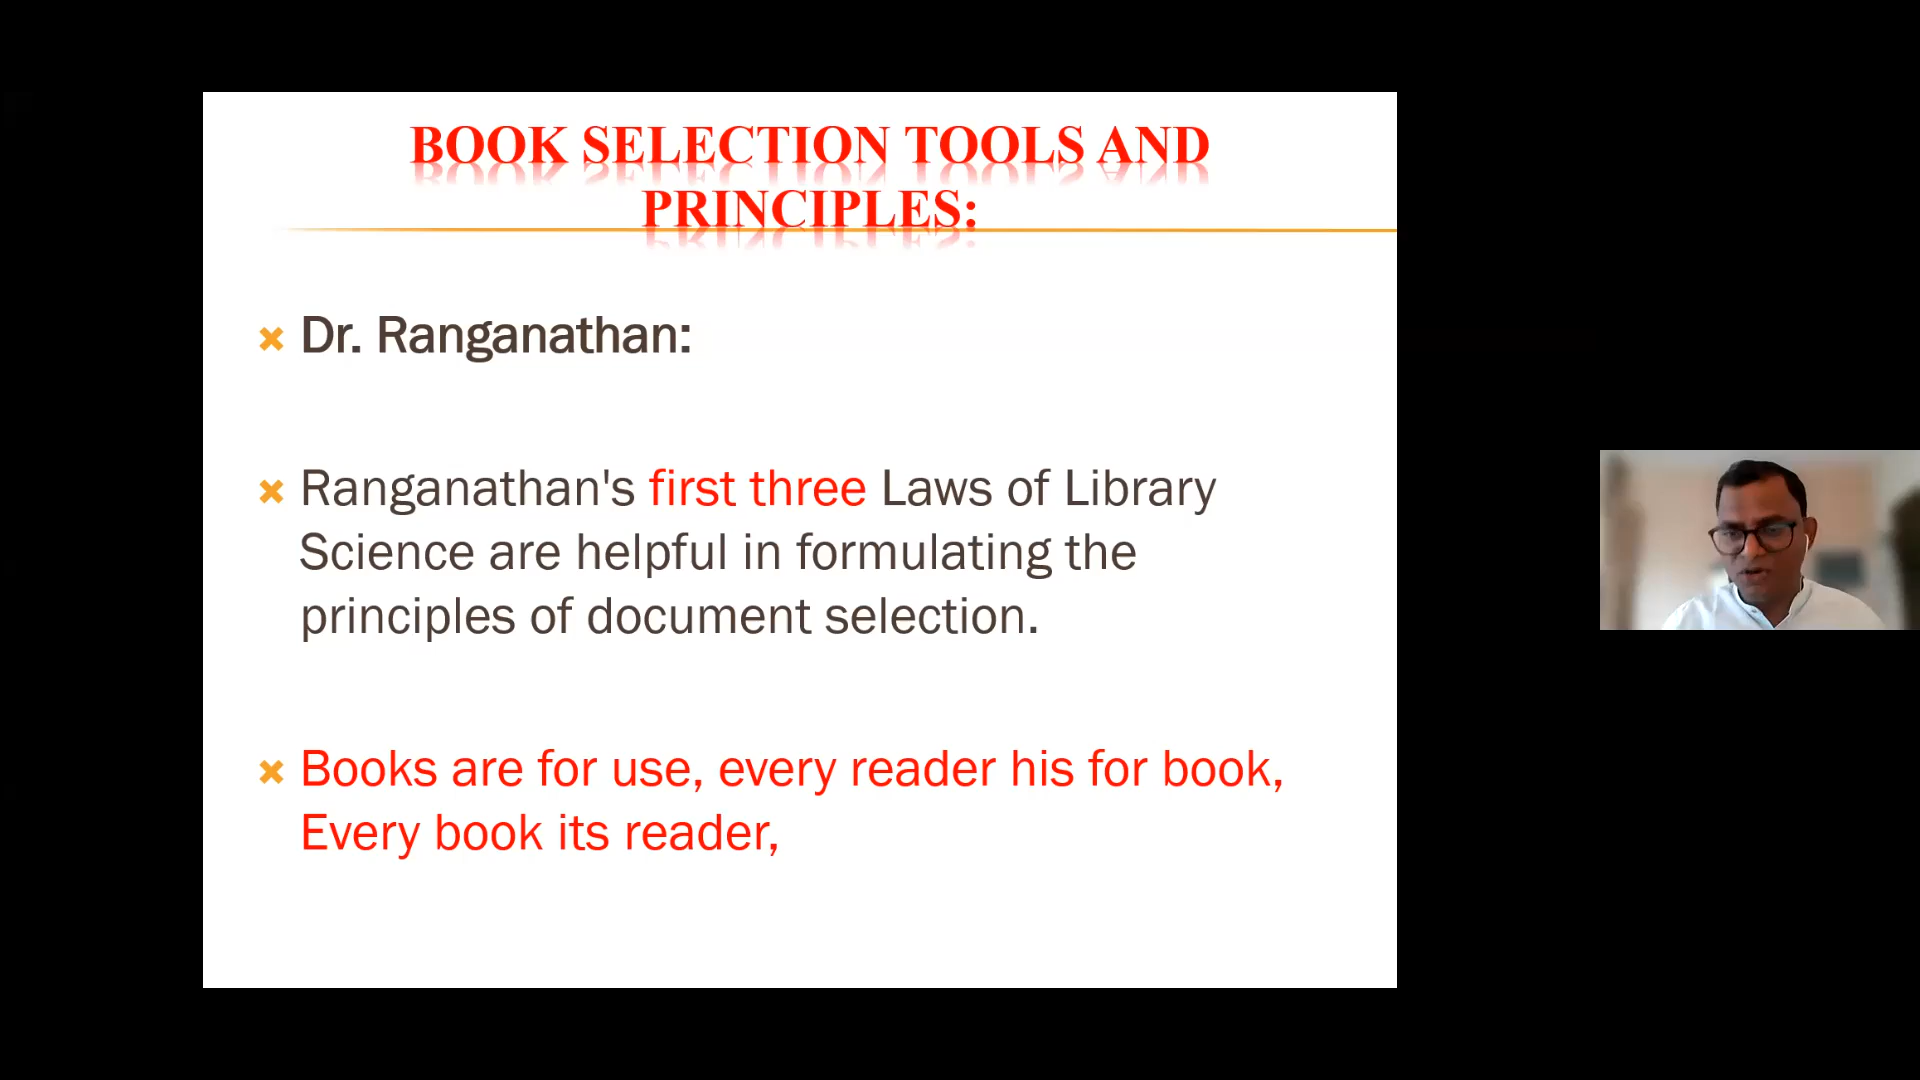 BOOK SELECTION TOOLS AND
PRINCIPLES:
Dr. Ranganathan:
Ranganathan's first three Laws of Library
Science are helpful in formulating the
principles of document selection.
Books are for use, every reader his for book,
Every book its reader,